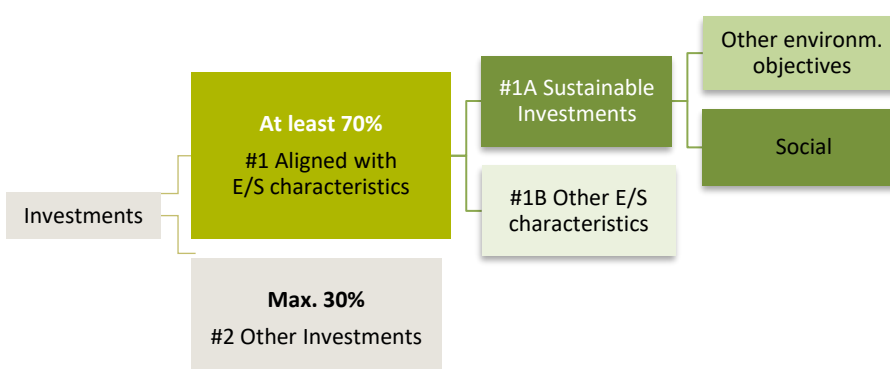 Investments
At least 70%
#1 Aligned with
E/S characteristics
Max. 30%
#2 Other Investments
#1A Sustainable
Investments
#1B Other E/S
characteristics
Other environm.
objectives
Social